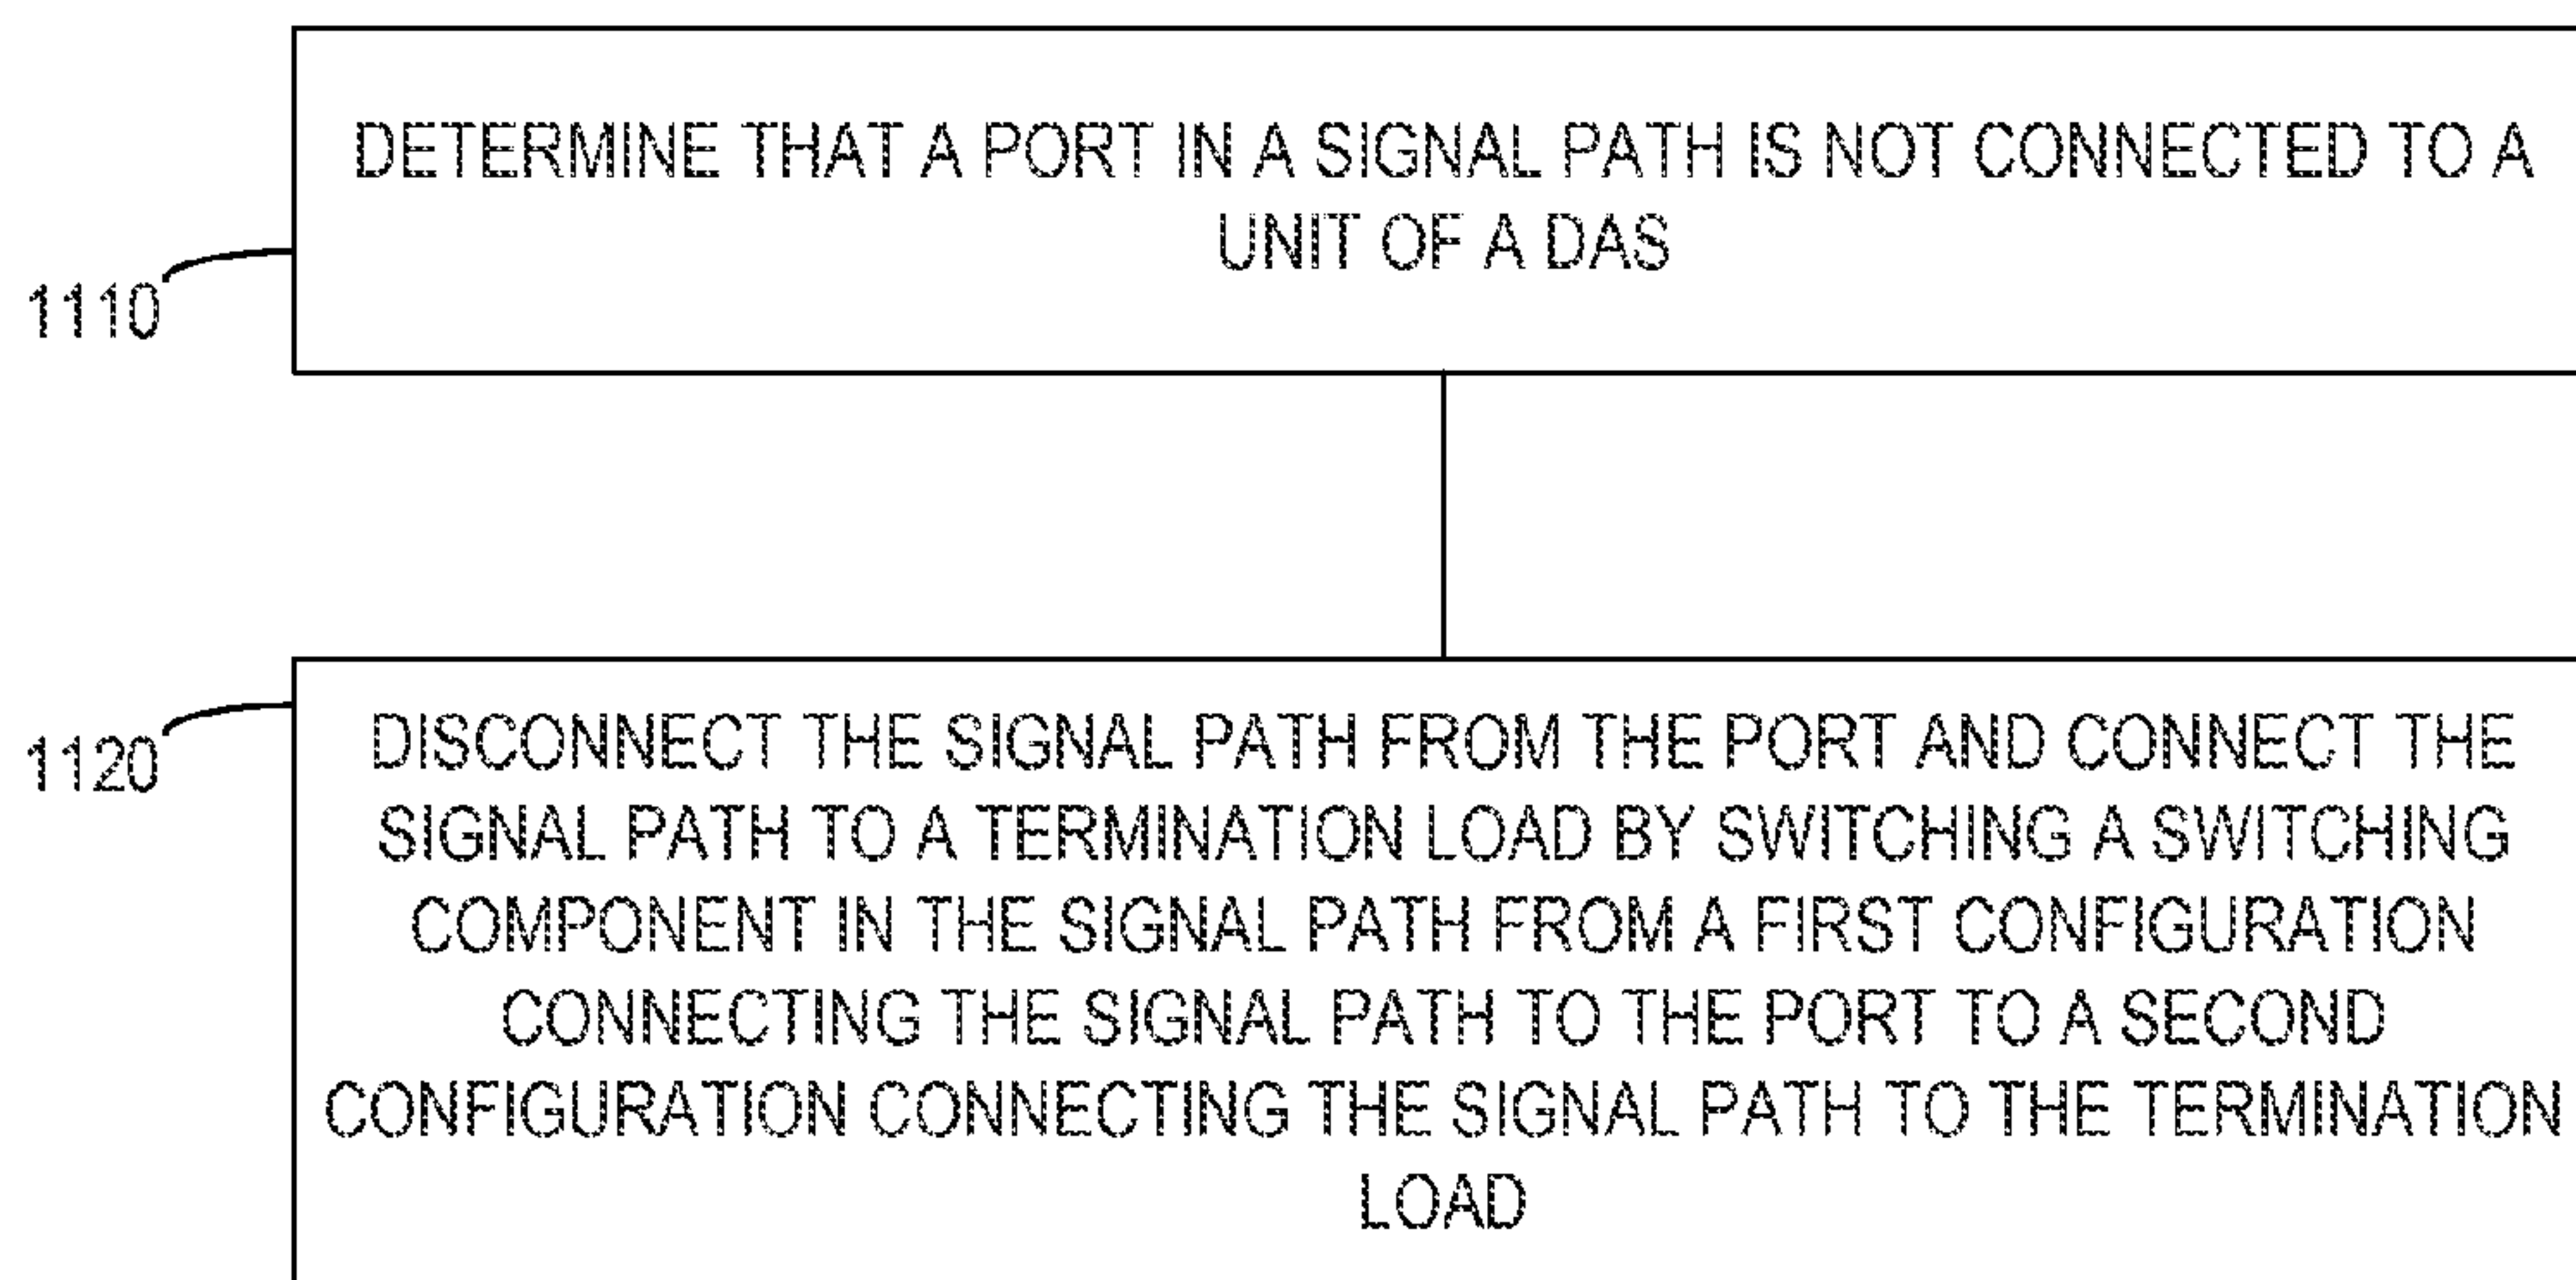 DETERMINE THAT A PORT IN A SIGNAL PATH IS NOT CONNECTED TO A
UNIT OF A DAS
1110
DISCONNECT THE SIGNAL PATH FROM THE PORT AND CONNECT THE
1120
SIGNAL PATH TO A TERMINATION LOAD BY SWITCHING A SWITCHING
COMPONENT IN THE SIGNAL PATH FROM A FIRST CONFIGURATION
CONNECTING THE SIGNAL PATH TO THE PORT TO A SECOND
CONFIGURATION CONNECTING THE SIGNAL PATH TO THE TERMINATION
LOAD